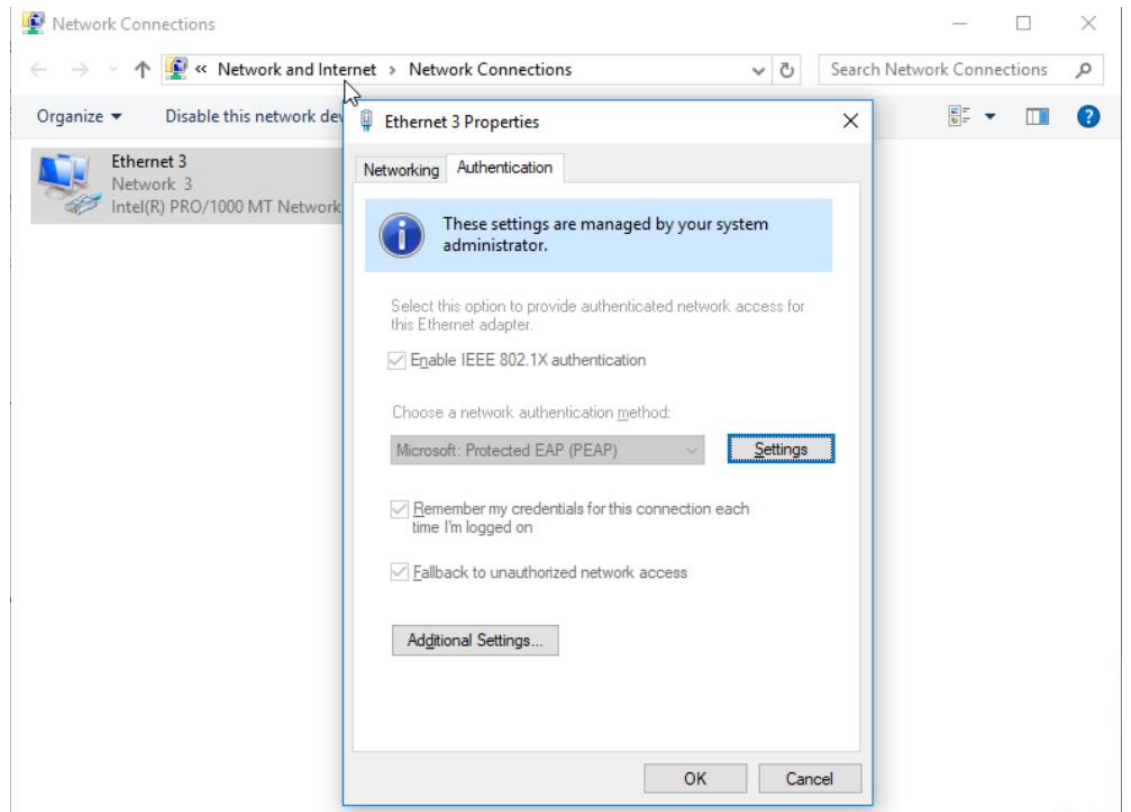 Network Connections
« Network and Internet > Network Connections
Search Network Connections
Organize
Disable this network
Ethernet 3
Network 3
Intel(R) PRO/1000 MT Network
Ethernet 3 Properties
Networking
Authentication
These settings are managed by your system
administrator.
Select this option to provide authenticated network access for
this Ethernet adapter.
Enable IEEE 802.1X authentication
Choose a network authentication method:
Microsoft: Protected EAP (PEAP)
Settings
Remember my credentials for this connection each
time I'm logged on
Fallback to unauthorized network access
Additional Settings...
OK
Cancel